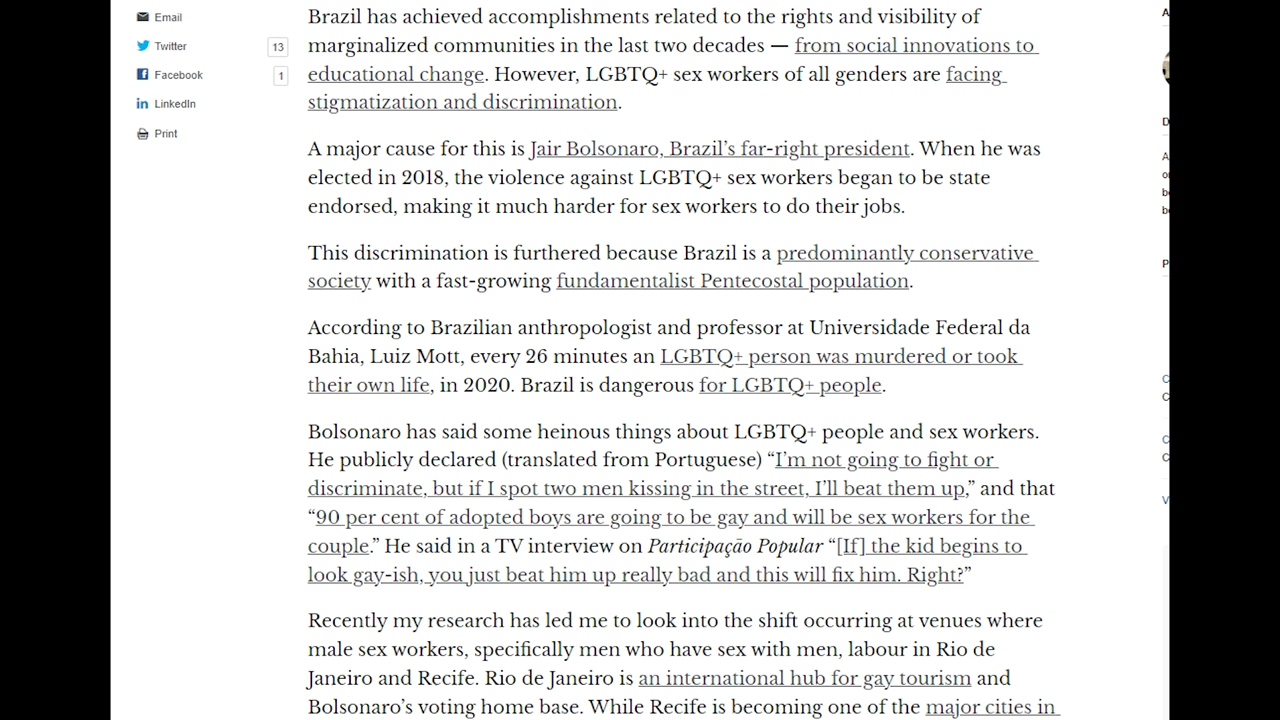 Email
Twitter 13
Facebook 1
LinkedIn
Print
Brazil has achieved accomplishments related to the rights and visibility of
marginalized communities in the last two decades — from social innovations to
educational change. However, LGBTQ+ sex workers of all genders are facing
stigmatization and discrimination.
A major cause for this is Jair Bolsonaro, Brazil’s far-right president. When he was
elected in 2018, the violence against LGBTQ+ sex workers began to be state
endorsed, making it much harder for sex workers to do their jobs.
This discrimination is furthered because Brazil is a predominantly conservative
society with a fast-growing fundamentalist Pentecostal population.
According to Brazilian anthropologist and professor at Universidade Federal da
Bahia, Luiz Mott, every 26 minutes an LGBTQ+ person was murdered or took
their own life, in 2020. Brazil is dangerous for LGBTQ+ people.
Bolsonaro has said some heinous things about LGBTQ+ people and sex workers.
He publicly declared (translated from Portuguese) “I’m not going to fight or
discriminate, but if I spot two men kissing in the street, I’ll beat them up,” and that
“90 per cent of adopted boys are going to be gay and will be sex workers for the
couple.” He said in a TV interview on Participação Popular “[If] the kid begins to
look gay-ish, you just beat him up really bad and this will fix him. Right?”
Recently my research has led me to look into the shift occurring at venues where
male sex workers, specifically men who have sex with men, labour in Rio de
Janeiro and Recife. Rio de Janeiro is an international hub for gay tourism and
Bolsonaro’s voting home base. While Recife is becoming one of the major cities in